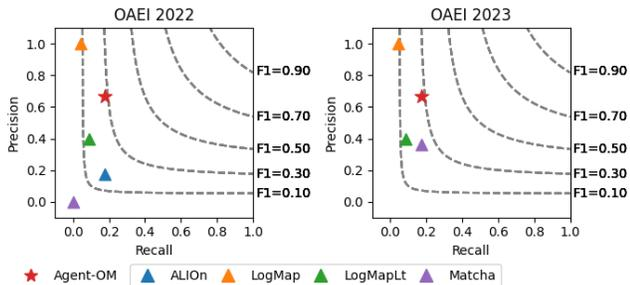 OAEI 2022
OAEI 2023
Precision
1.0
0.8
0.6
0.4
0.2
0.0
F1=0.90
F1=0.70
F1=0.50
F1=0.30
F1=0.10
0.0 0.2 0.4 0.6 0.8 1.0
Recall
Precision
1.0
0.8
0.6
0.4
0.2
0.0
F1=0.90
F1=0.70
F1=0.50
F1=0.30
F1=0.10
0.0 0.2 0.4 0.6 0.8 1.0
Recall
Agent-OM ALIOn LogMap LogMapLt Matcha